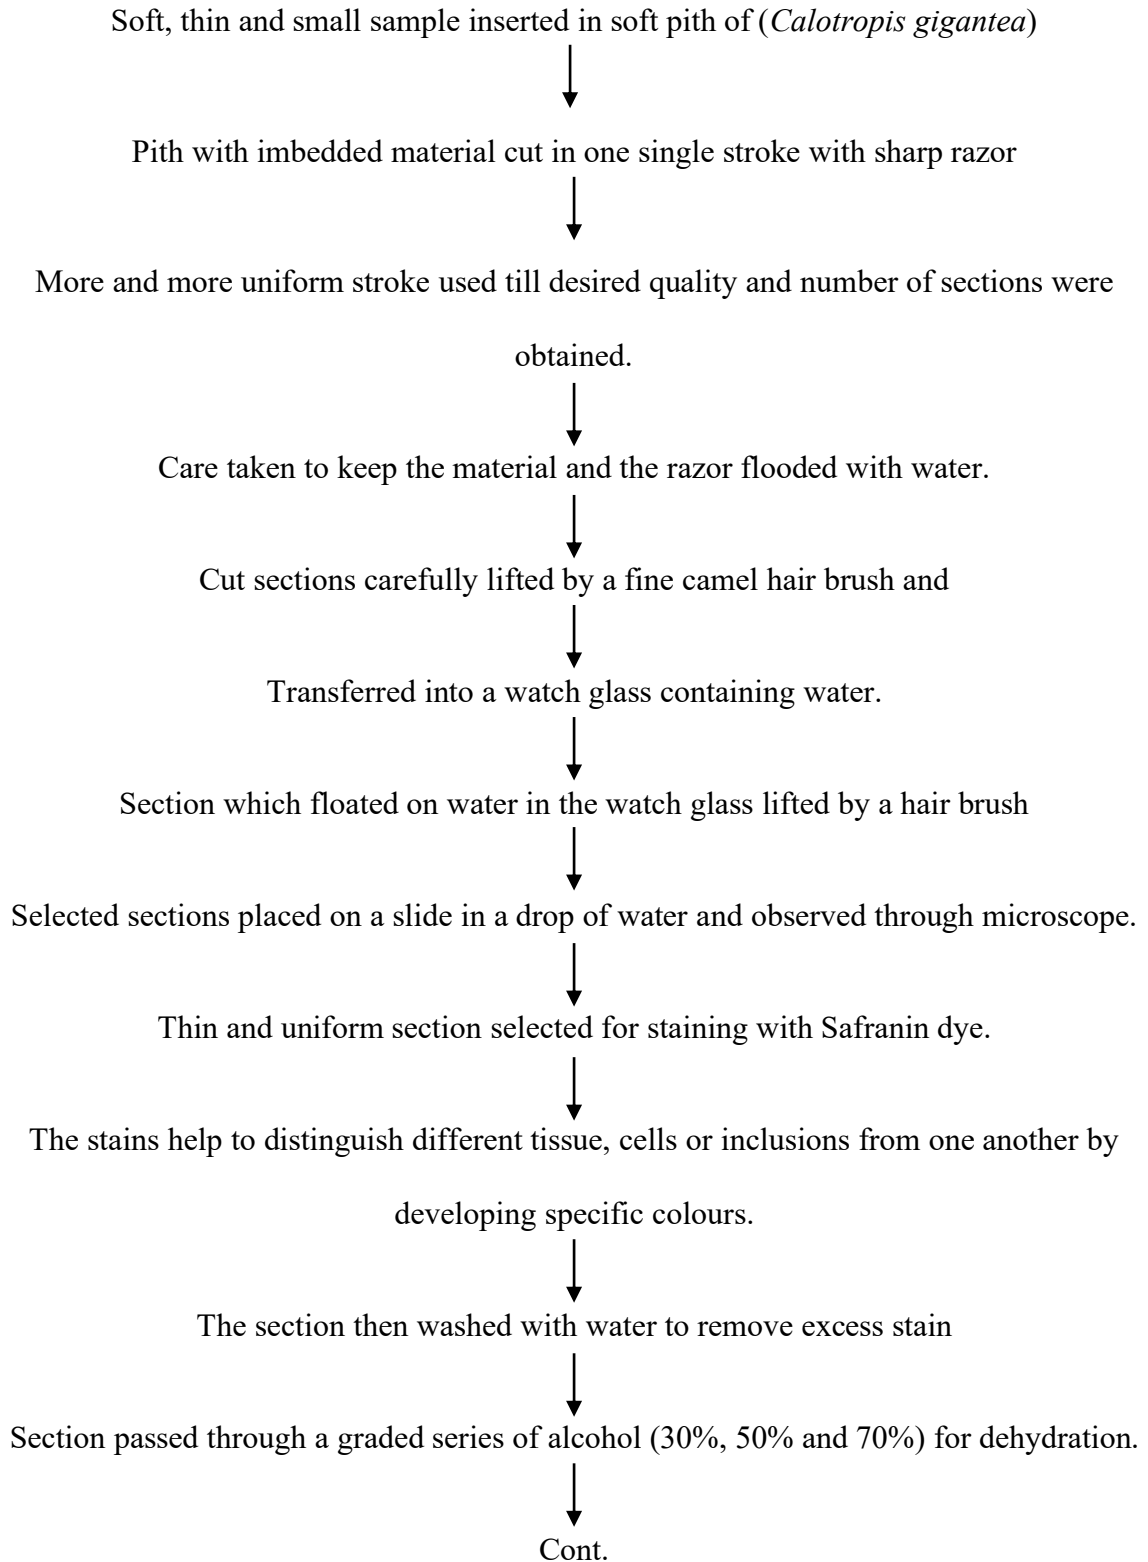 Soft, thin and small sample inserted in soft pith of (Calotropis gigantea)
Pith with imbedded material cut in one single stroke with sharp razor
More and more uniform stroke used till desired quality and number of sections were
obtained.
Care taken to keep the material and the razor flooded with water.
Cut sections carefully lifted by a fine camel hair brush and
Transferred into a watch glass containing water.
Section which floated on water in the watch glass lifted by a hair brush
Selected sections placed on a slide in a drop of water and observed through microscope.
Thin and uniform section selected for staining with Safranin dye.
The stains help to distinguish different tissue, cells or inclusions from one another by
developing specific colours.
The section then washed with water to remove excess stain
Section passed through a graded series of alcohol (30%, 50% and 70%) for dehydration.
Cont.